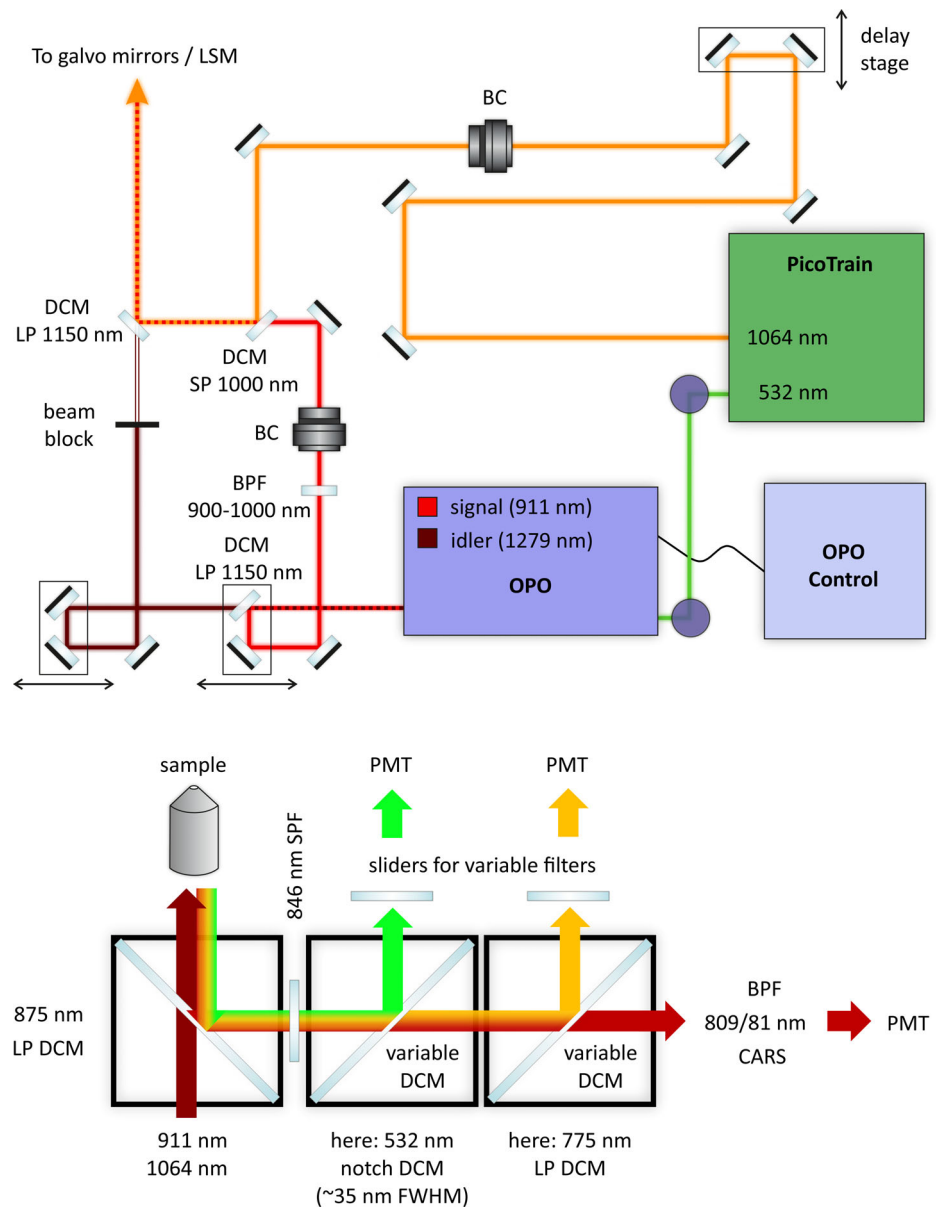 To galvo mirrors / LSM
delay
stage
BC
PicoTrain
DCM
LP 1150 nm
1064 nm
DCM
SP 1000 nm
532 nm
beam
block
BC
BPF
900-1000 nm
signal (911 nm)
idler (1279 nm)
DCM
LP 1150 nm
OPO
OPO
Control
sample
PMT
PMT
846 nm SPF
sliders for variable filters
875 nm
LP DCM
variable
DCM
variable
DCM
BPF
809/81 nm
CARS
PMT
911 nm
1064 nm
here: 532 nm
notch DCM
(~35 nm FWHM)
here: 775 nm
LP DCM